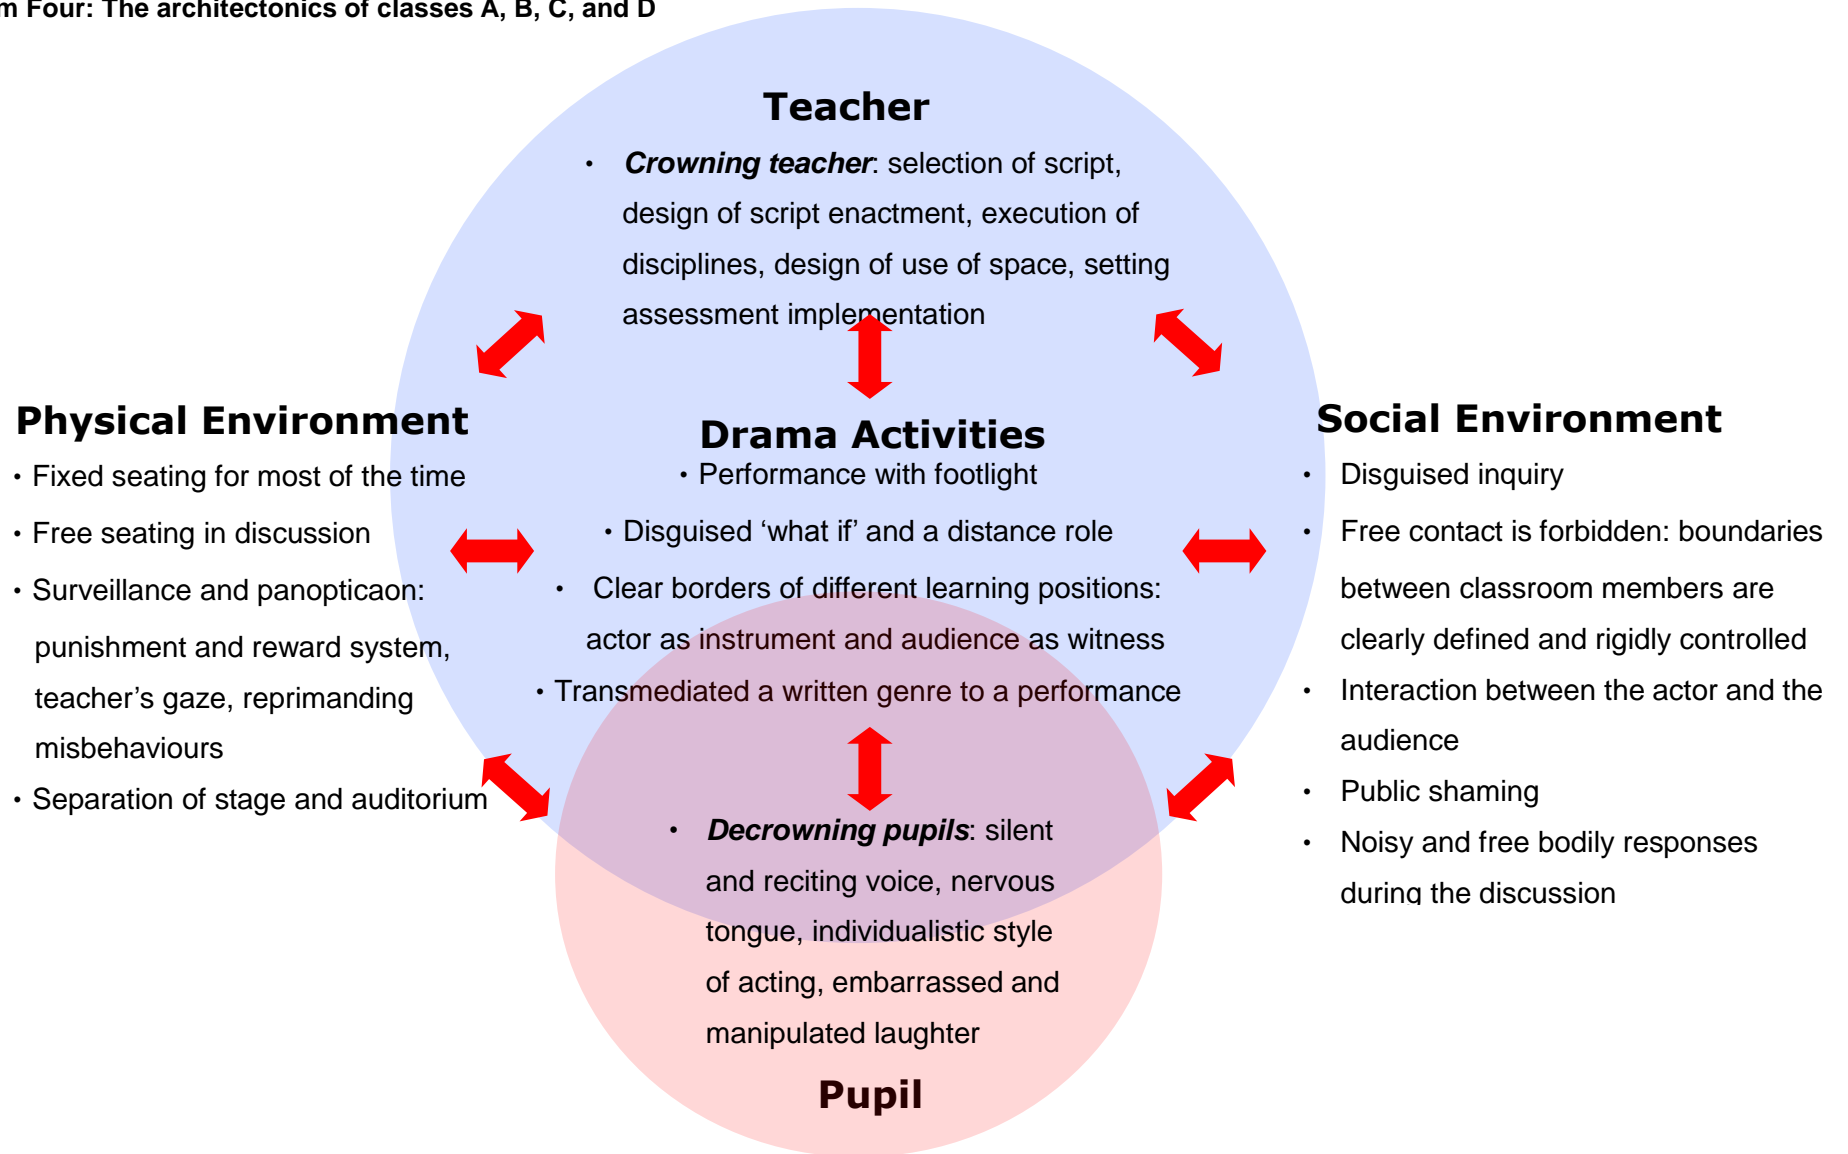 m Four: The architectonics of classes A, B, C, and D
Teacher
• Crowning teacher: selection of script,
design of script enactment, execution of
disciplines, design of use of space, setting
assessment implementation
Physical Environment
• Fixed seating for most of the time
• Free seating in discussion
• Surveillance and panopticaon:
punishment and reward system,
teacher’s gaze, reprimanding
misbehaviours
• Separation of stage and auditorium
Drama Activities
• Performance with footlight
• Disguised ‘what if’ and a distance role
• Clear borders of different learning positions:
actor as instrument and audience as witness
• Transmediated a written genre to a performance
Social Environment
• Disguised inquiry
• Free contact is forbidden: boundaries
between classroom members are
clearly defined and rigidly controlled
• Interaction between the actor and the
audience
• Public shaming
• Noisy and free bodily responses
during the discussion
• Decrowning pupils: silent
and reciting voice, nervous
tongue, individualistic style
of acting, embarrassed and
manipulated laughter
Pupil